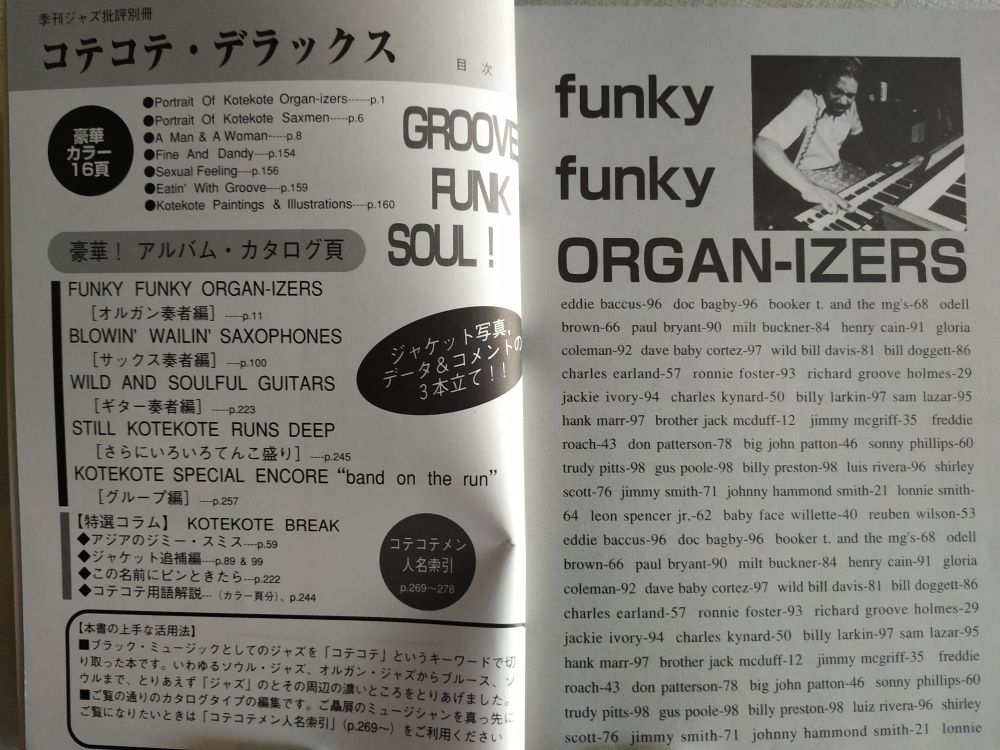 季刊ジャズ批評別冊
コテコテ・デラックス
目 次
豪華
カラー
16頁
●Portrait Of Kotekote Organ-izers------p.1
●Portrait Of Kotekote Saxmen-----p.6
●A Man & A Woman----p.8
●Fine And Dandy----p.154
●Sexual Feeling----p.156
●Eatin' With Groove----p.159
●Kotekote Paintings & Illustrations----p.160
GROOVE
FUNK
SOUL !
豪華! アルバム・カタログ頁
FUNKY FUNKY ORGAN-IZERS
[オルガン奏者編] ----p.11
BLOWIN' WAILIN' SAXOPHONES
[サックス奏者編] ----p.100
WILD AND SOULFUL GUITARS
[ギター奏者編] ----p.223
STILL KOTEKOTE RUNS DEEP
[さらにいろいろてんこ盛り] ----p.245
KOTEKOTE SPECIAL ENCORE “band on the run”
[グループ編] ----p.257
ジャケット写真,
データ&コメントの
3本立て!!
【特選コラム】 KOTEKOTE BREAK
◆アジアのジミー・スミス----p.59
◆ジャケット追補編----p.89 & 99
◆この名前にピンときたら---p.222
◆コテコテ用語解説---(カラー頁分)、p.244
コテコテメン
人名索引
p.269〜278
【本書の上手な活用法】
■ブラック・ミュージックとしてのジャズを「コテコテ」というキーワードで切
り取った本です。いわゆるソウル・ジャズ、オルガン・ジャズからブルース、ソ
ウルまで、とりあえず「ジャズ」のとその周辺の濃いところをとりあげました。
■ご覧の通りのカタログタイプの編集です。ご贔屓のミュージシャンを真っ先に
ご覧になりたいときは「コテコテメン人名索引」(p.269〜) をご利用ください
funky
funky
ORGAN-IZERS
eddie baccus-96 doc bagby-96 booker t. and the mg's-68 odell
brown-66 paul bryant-90 milt buckner-84 henry cain-91 gloria
coleman-92 dave baby cortez-97 wild bill davis-81 bill doggett-86
charles earland-57 ronnie foster-93 richard groove holmes-29
jackie ivory-94 charles kynard-50 billy larkin-97 sam lazar-95
hank marr-97 brother jack mcduff-12 jimmy mcgriff-35 freddie
roach-43 don patterson-78 big john patton-46 sonny phillips-60
trudy pitts-98 gus poole-98 billy preston-98 luis rivera-96 shirley
scott-76 jimmy smith-71 johnny hammond smith-21 lonnie smith-
64 leon spencer jr.-62 baby face willette-40 reuben wilson-53
eddie baccus-96 doc bagby-96 booker t. and the mg's-68 odell
brown-66 paul bryant-90 milt buckner-84 henry cain-91 gloria
coleman-92 dave baby cortez-97 wild bill davis-81 bill doggett-86
charles earland-57 ronnie foster-93 richard groove holmes-29
jackie ivory-94 charles kynard-50 billy larkin-97 sam lazar-95
hank marr-97 brother jack mcduff-12 jimmy mcgriff-35 freddie
roach-43 don patterson-78 big john patton-46 sonny phillips-60
trudy pitts-98 gus poole-98 billy preston-98 luiz rivera-96 shirley
scott-76 jimmy smith-71 johnny hammond smith-21 lonnie